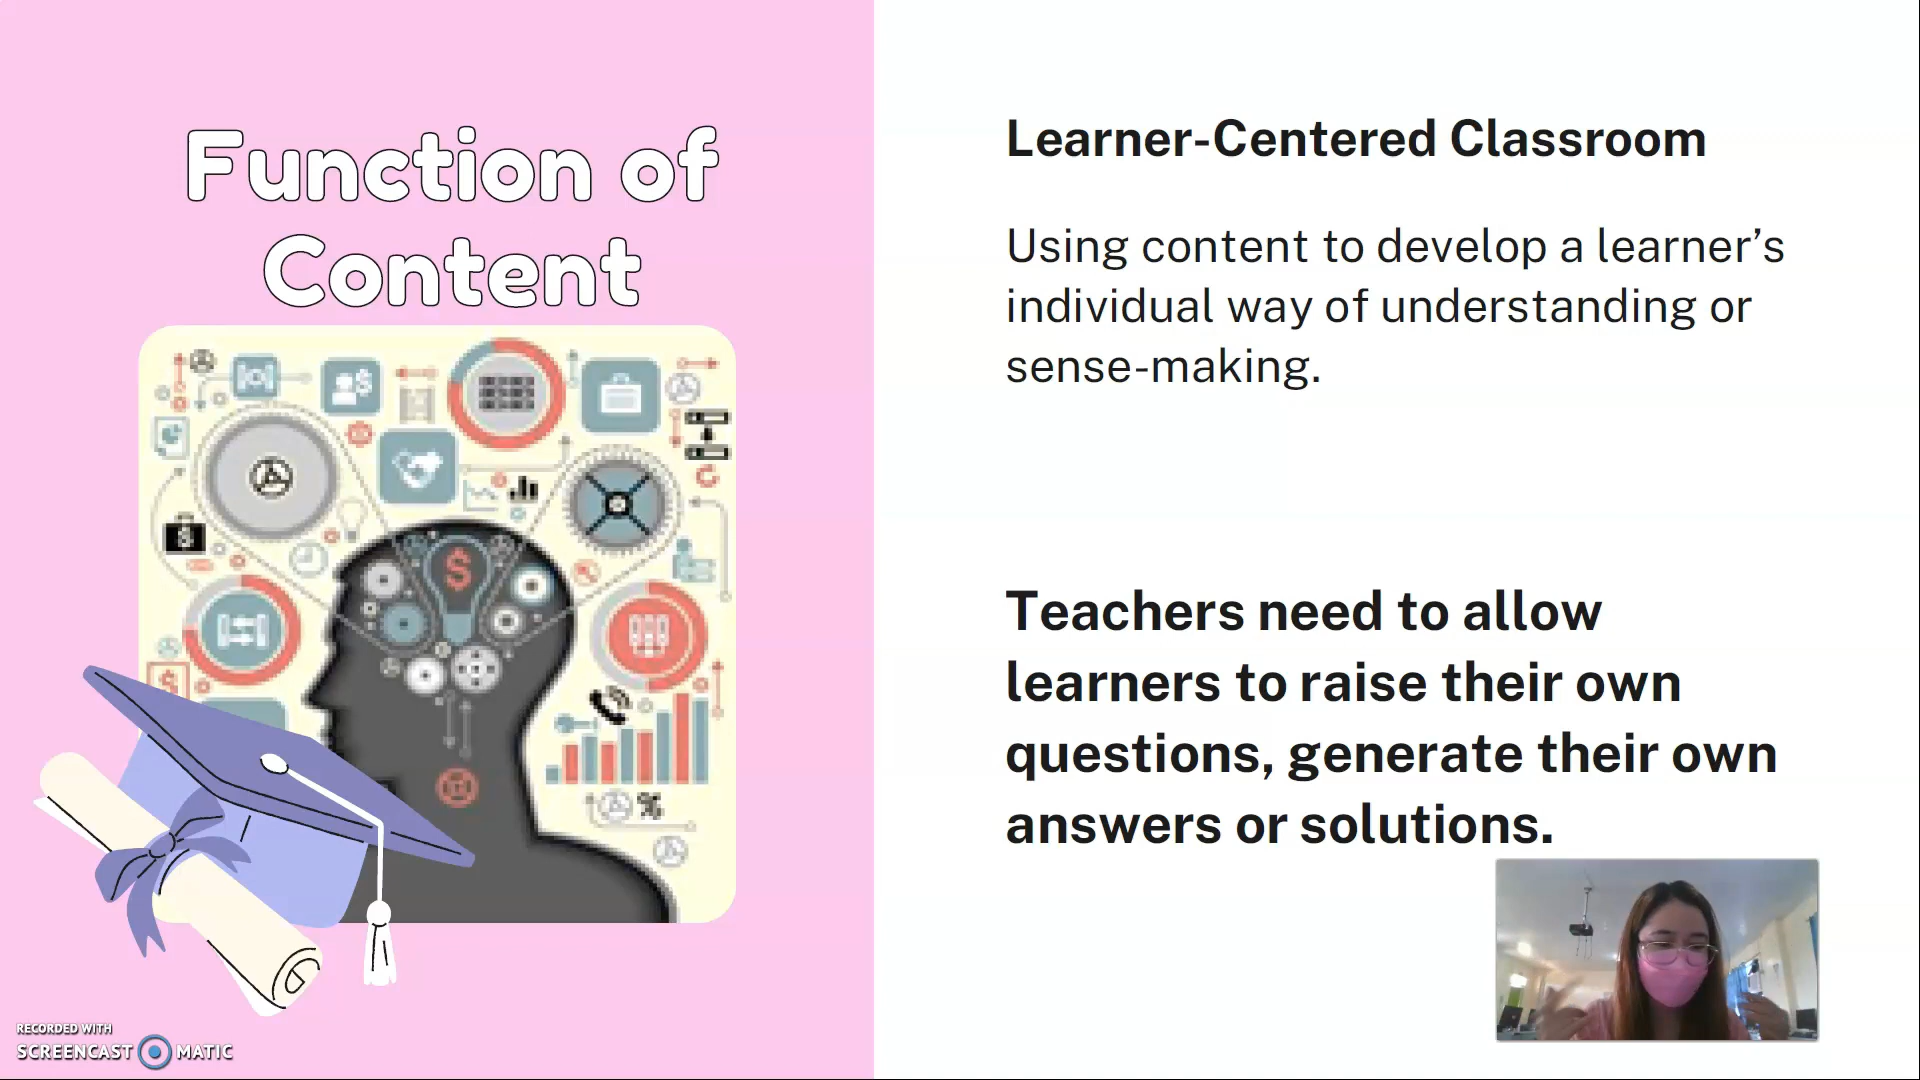 Function of
Content
Learner-Centered Classroom
Using content to develop a learner’s
individual way of understanding or
sense-making.
Teachers need to allow
learners to raise their own
questions, generate their own
answers or solutions.
$
$
$
$
%
RECORDED WITH
SCREENCAST MATIC